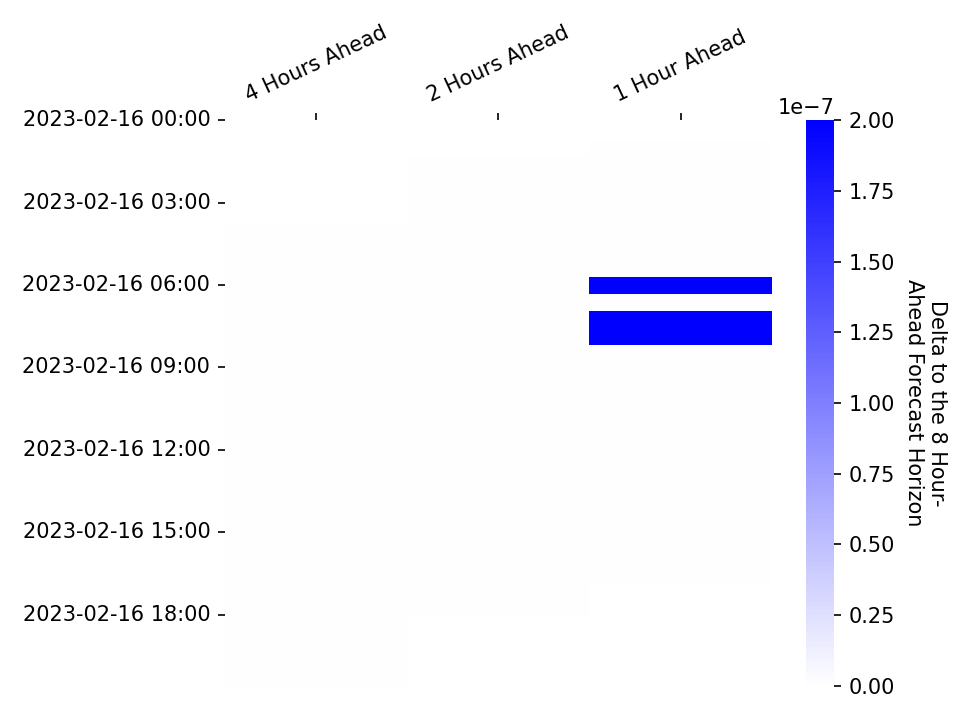 4 Hours Ahead
2 Hours Ahead
1 Hour Ahead
1e−7
2023-02-16 00:00
2023-02-16 03:00
2023-02-16 06:00
2023-02-16 09:00
2023-02-16 12:00
2023-02-16 15:00
2023-02-16 18:00
2.00
1.75
1.50
1.25
1.00
0.75
0.50
0.25
0.00
Delta to the 8 Hour-
Ahead Forecast Horizon